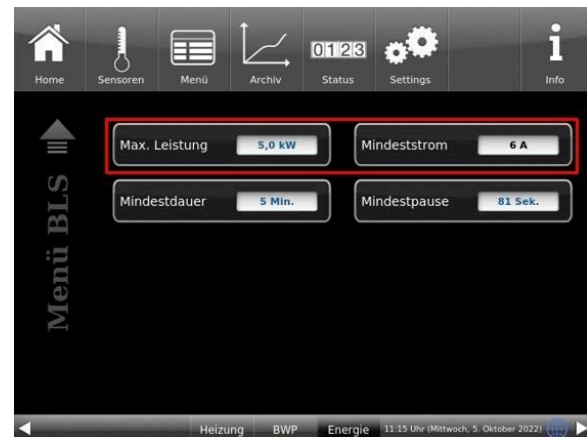 Home Sensoren Menü Archiv Status Settings Info
0123
Menü BLS
Max. Leistung 5,0 kW Mindeststrom 6 A
Mindestdauer 5 Min. Mindestpause 81 Sek.
Heizung BWP Energie 11:15 Uhr (Mittwoch, 5. Oktober 2022)